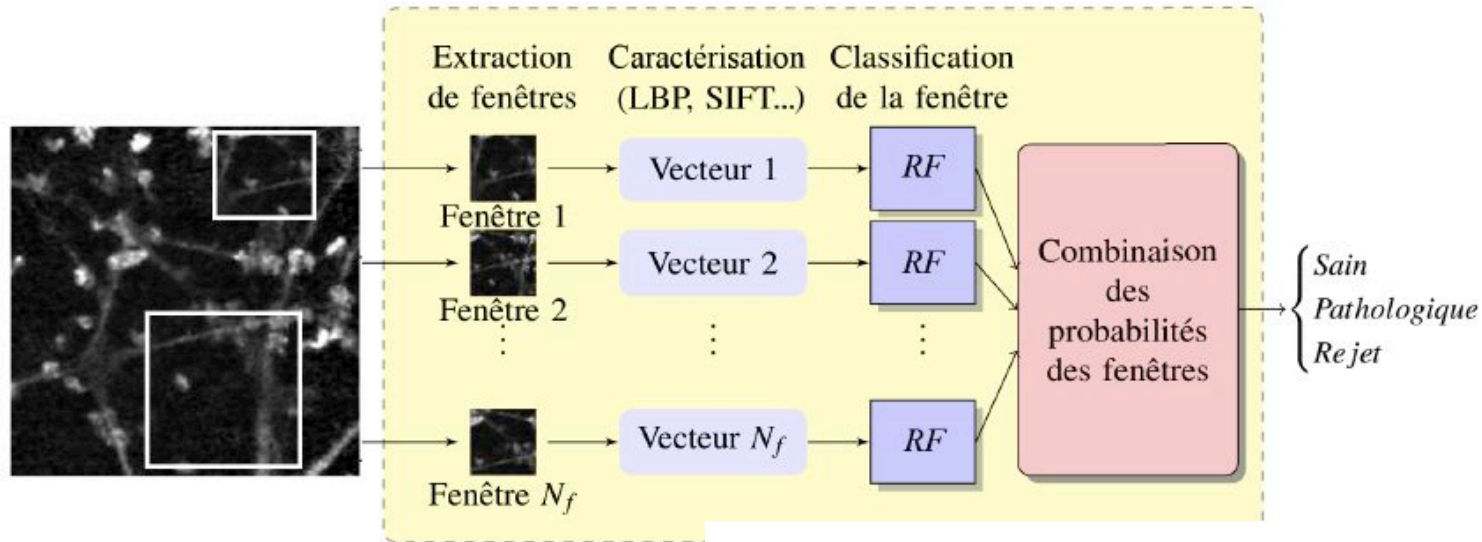 Extraction
de fenêtres
Caractérisation
(LBP, SIFT...)
Classification
de la fenêtre
Fenêtre 1
Vecteur 1
RF
Fenêtre 2
Vecteur 2
RF
Fenêtre N_f
Vecteur N_f
RF
Combinaison
des
probabilités
des fenêtres
Sain
Pathologique
Rejet